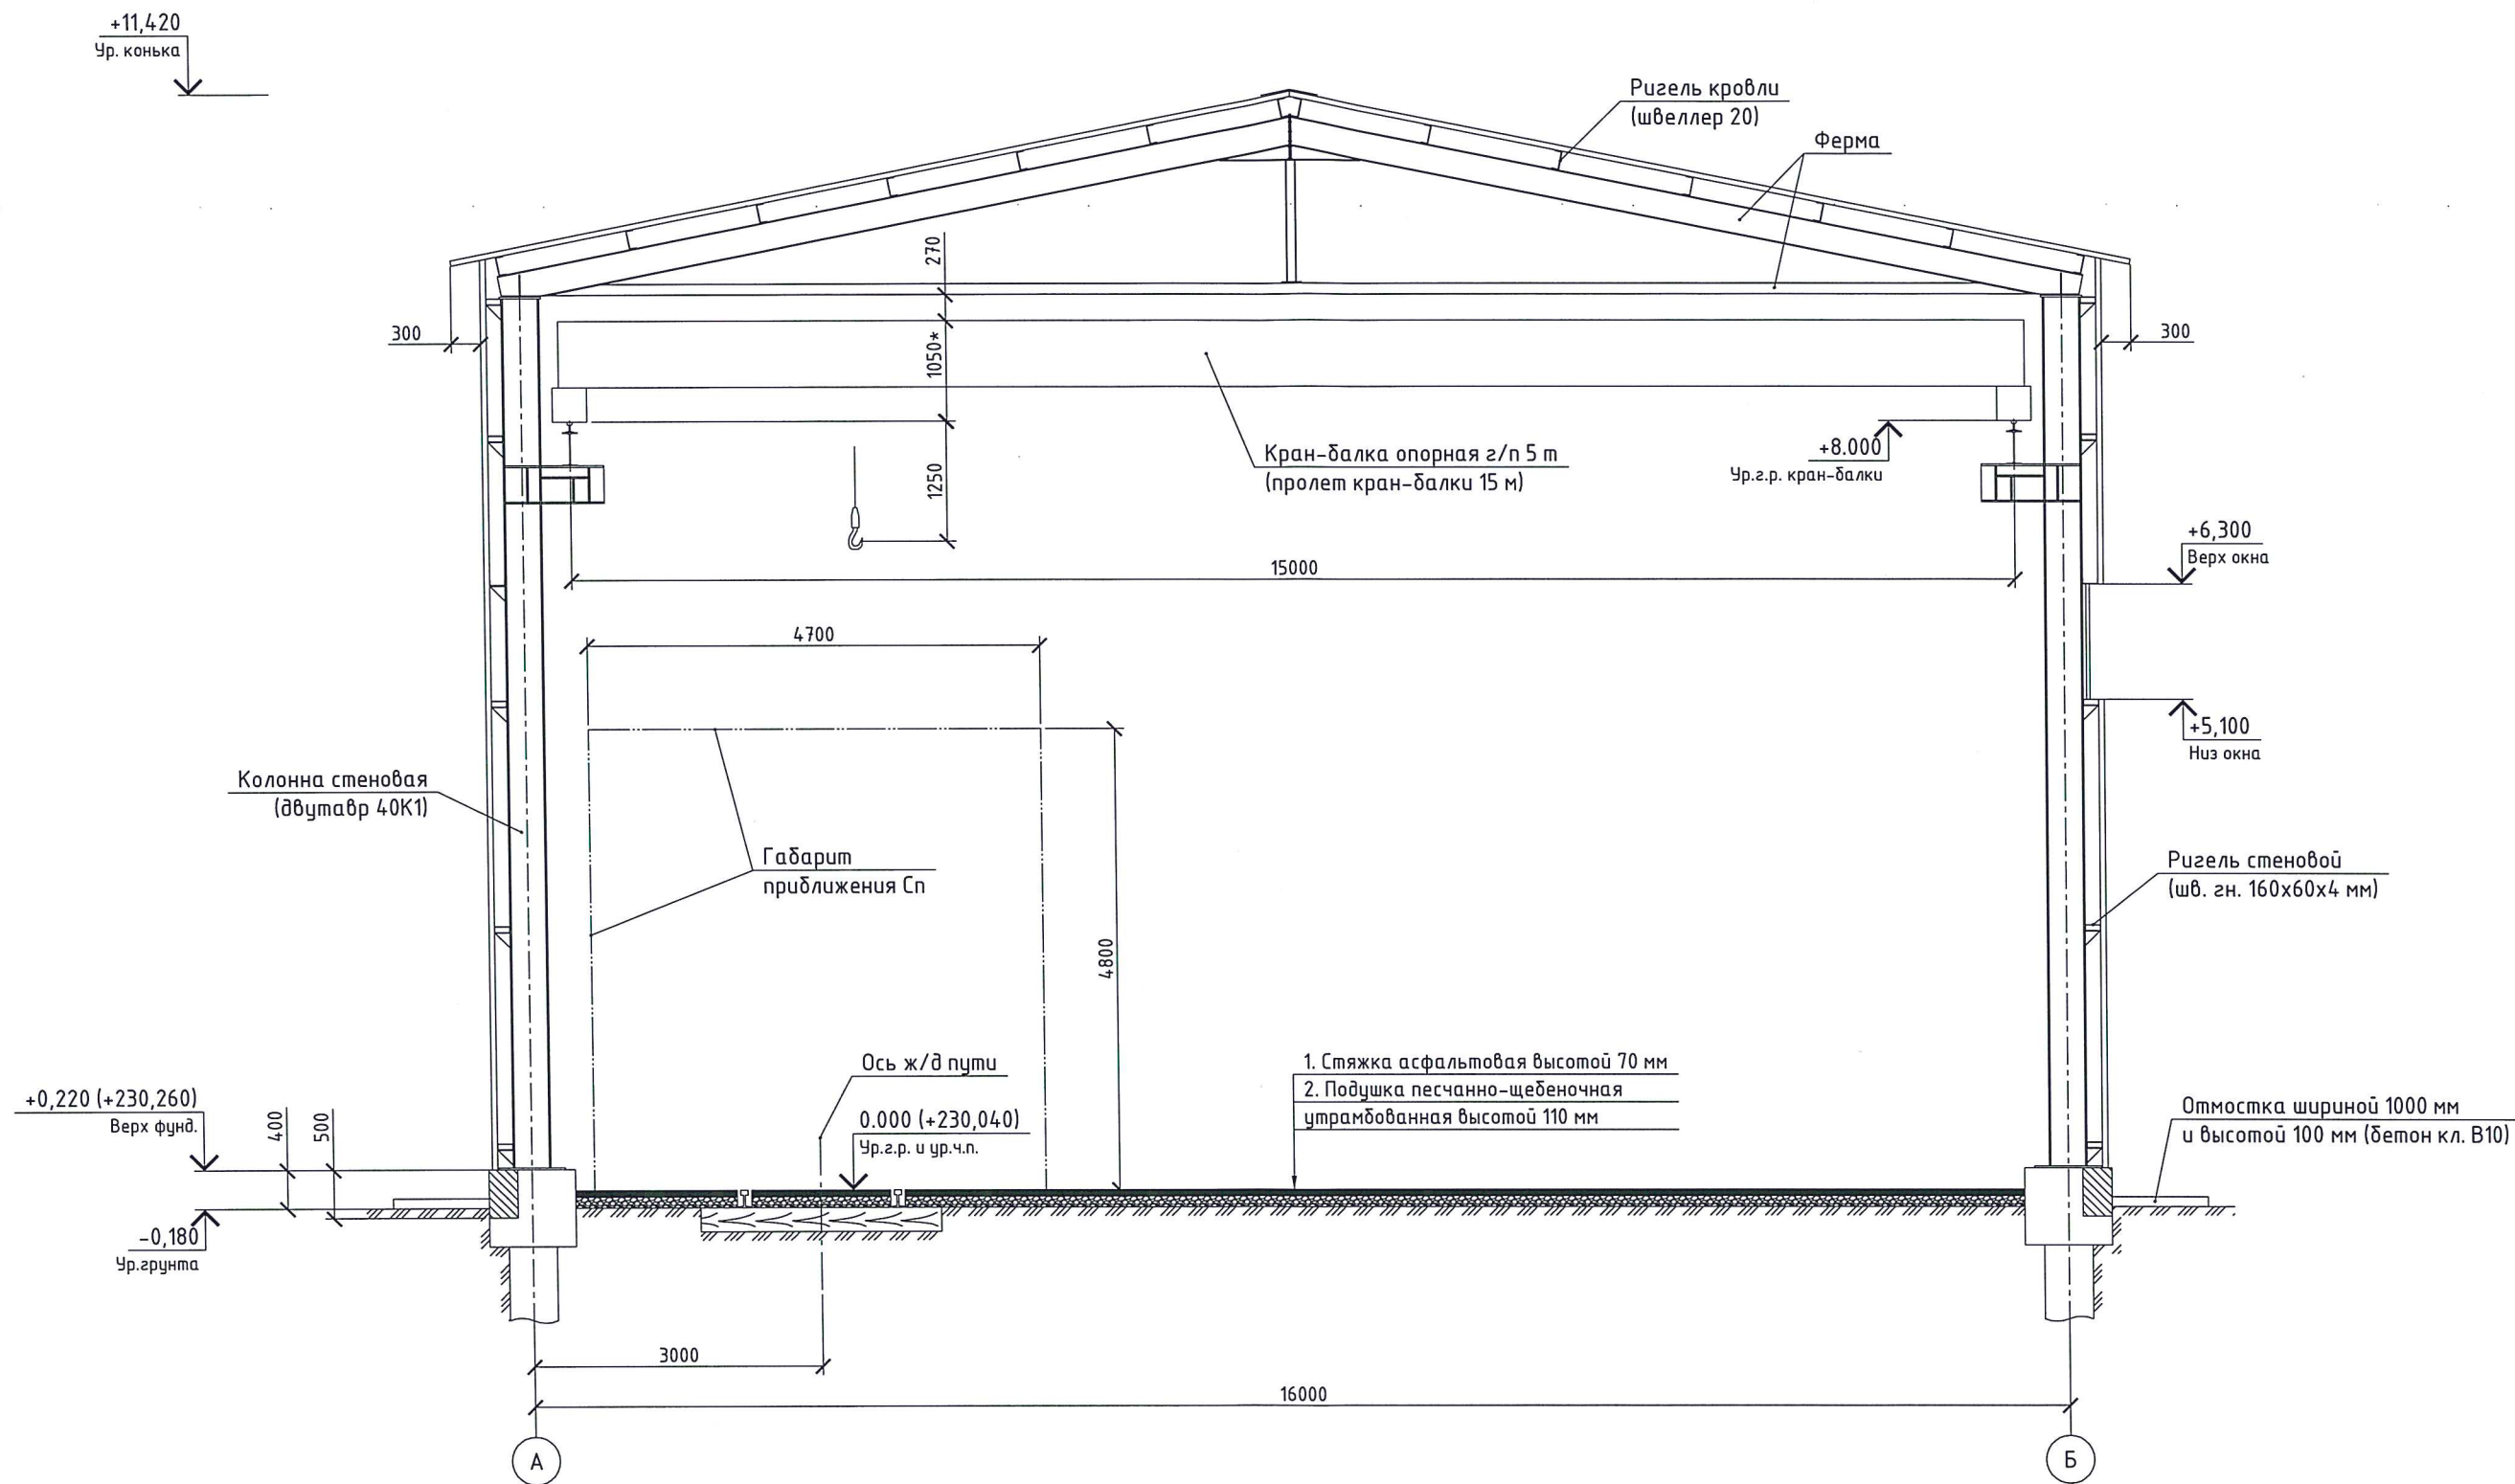 +11,420
Ур. конька
Ригель кровли
(швеллер 20)
Ферма
270
300
1050*
300
Кран-балка опорная г/п 5 т
(пролет кран-балки 15 м)
+8.000
Ур.г.р. кран-балки
1250
+6,300
Верх окна
15000
4700
+5,100
Низ окна
Колонна стеновая
(двутавр 40К1)
Габарит
приближения Сп
Ригель стеновой
(шв. гн. 160х60х4 мм)
4800
Ось ж/д пути
1. Стяжка асфальтовая высотой 70 мм
2. Подушка песчанно-щебеночная
утрамбованная высотой 110 мм
+0,220 (+230,260)
Верх фунд.
400
500
0.000 (+230,040)
Ур.г.р. и ур.ч.п.
Отмостка шириной 1000 мм
и высотой 100 мм (бетон кл. В10)
-0,180
Ур.грунта
3000
16000
А
Б